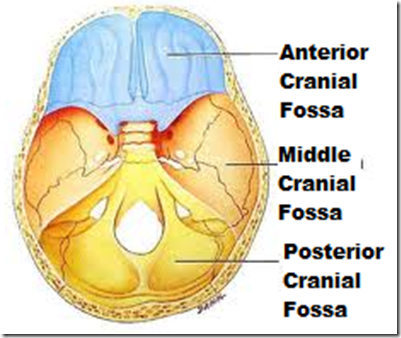 Anterior
Cranial
Fossa
Middle
Cranial
Fossa
Posterior
Cranial
Fossa